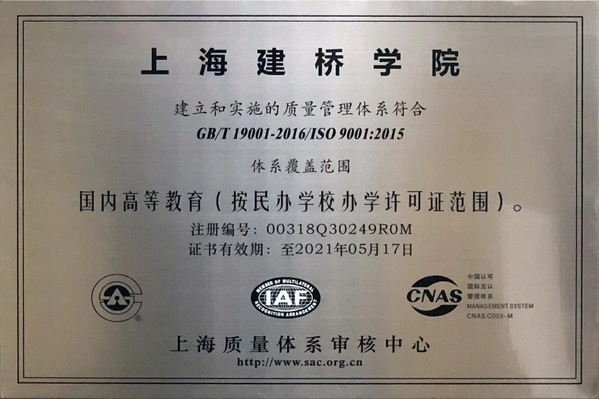 上海建桥学院
建立和实施的质量管理体系符合
GB/T 19001-2016/ISO 9001:2015
体系覆盖范围
国内高等教育（按民办学校办学许可证范围）。
注册编号：00318Q30249R0M
证书有效期：至2021年05月17日
®
MEMBER OF MULTILATERAL
IAF
RECOGNITION ARRANGEMENT
CNAS
中国认可
国际互认
管理体系
MANAGEMENT SYSTEM
CNAS C003-M
上海质量体系审核中心
http://www.sac.org.cn